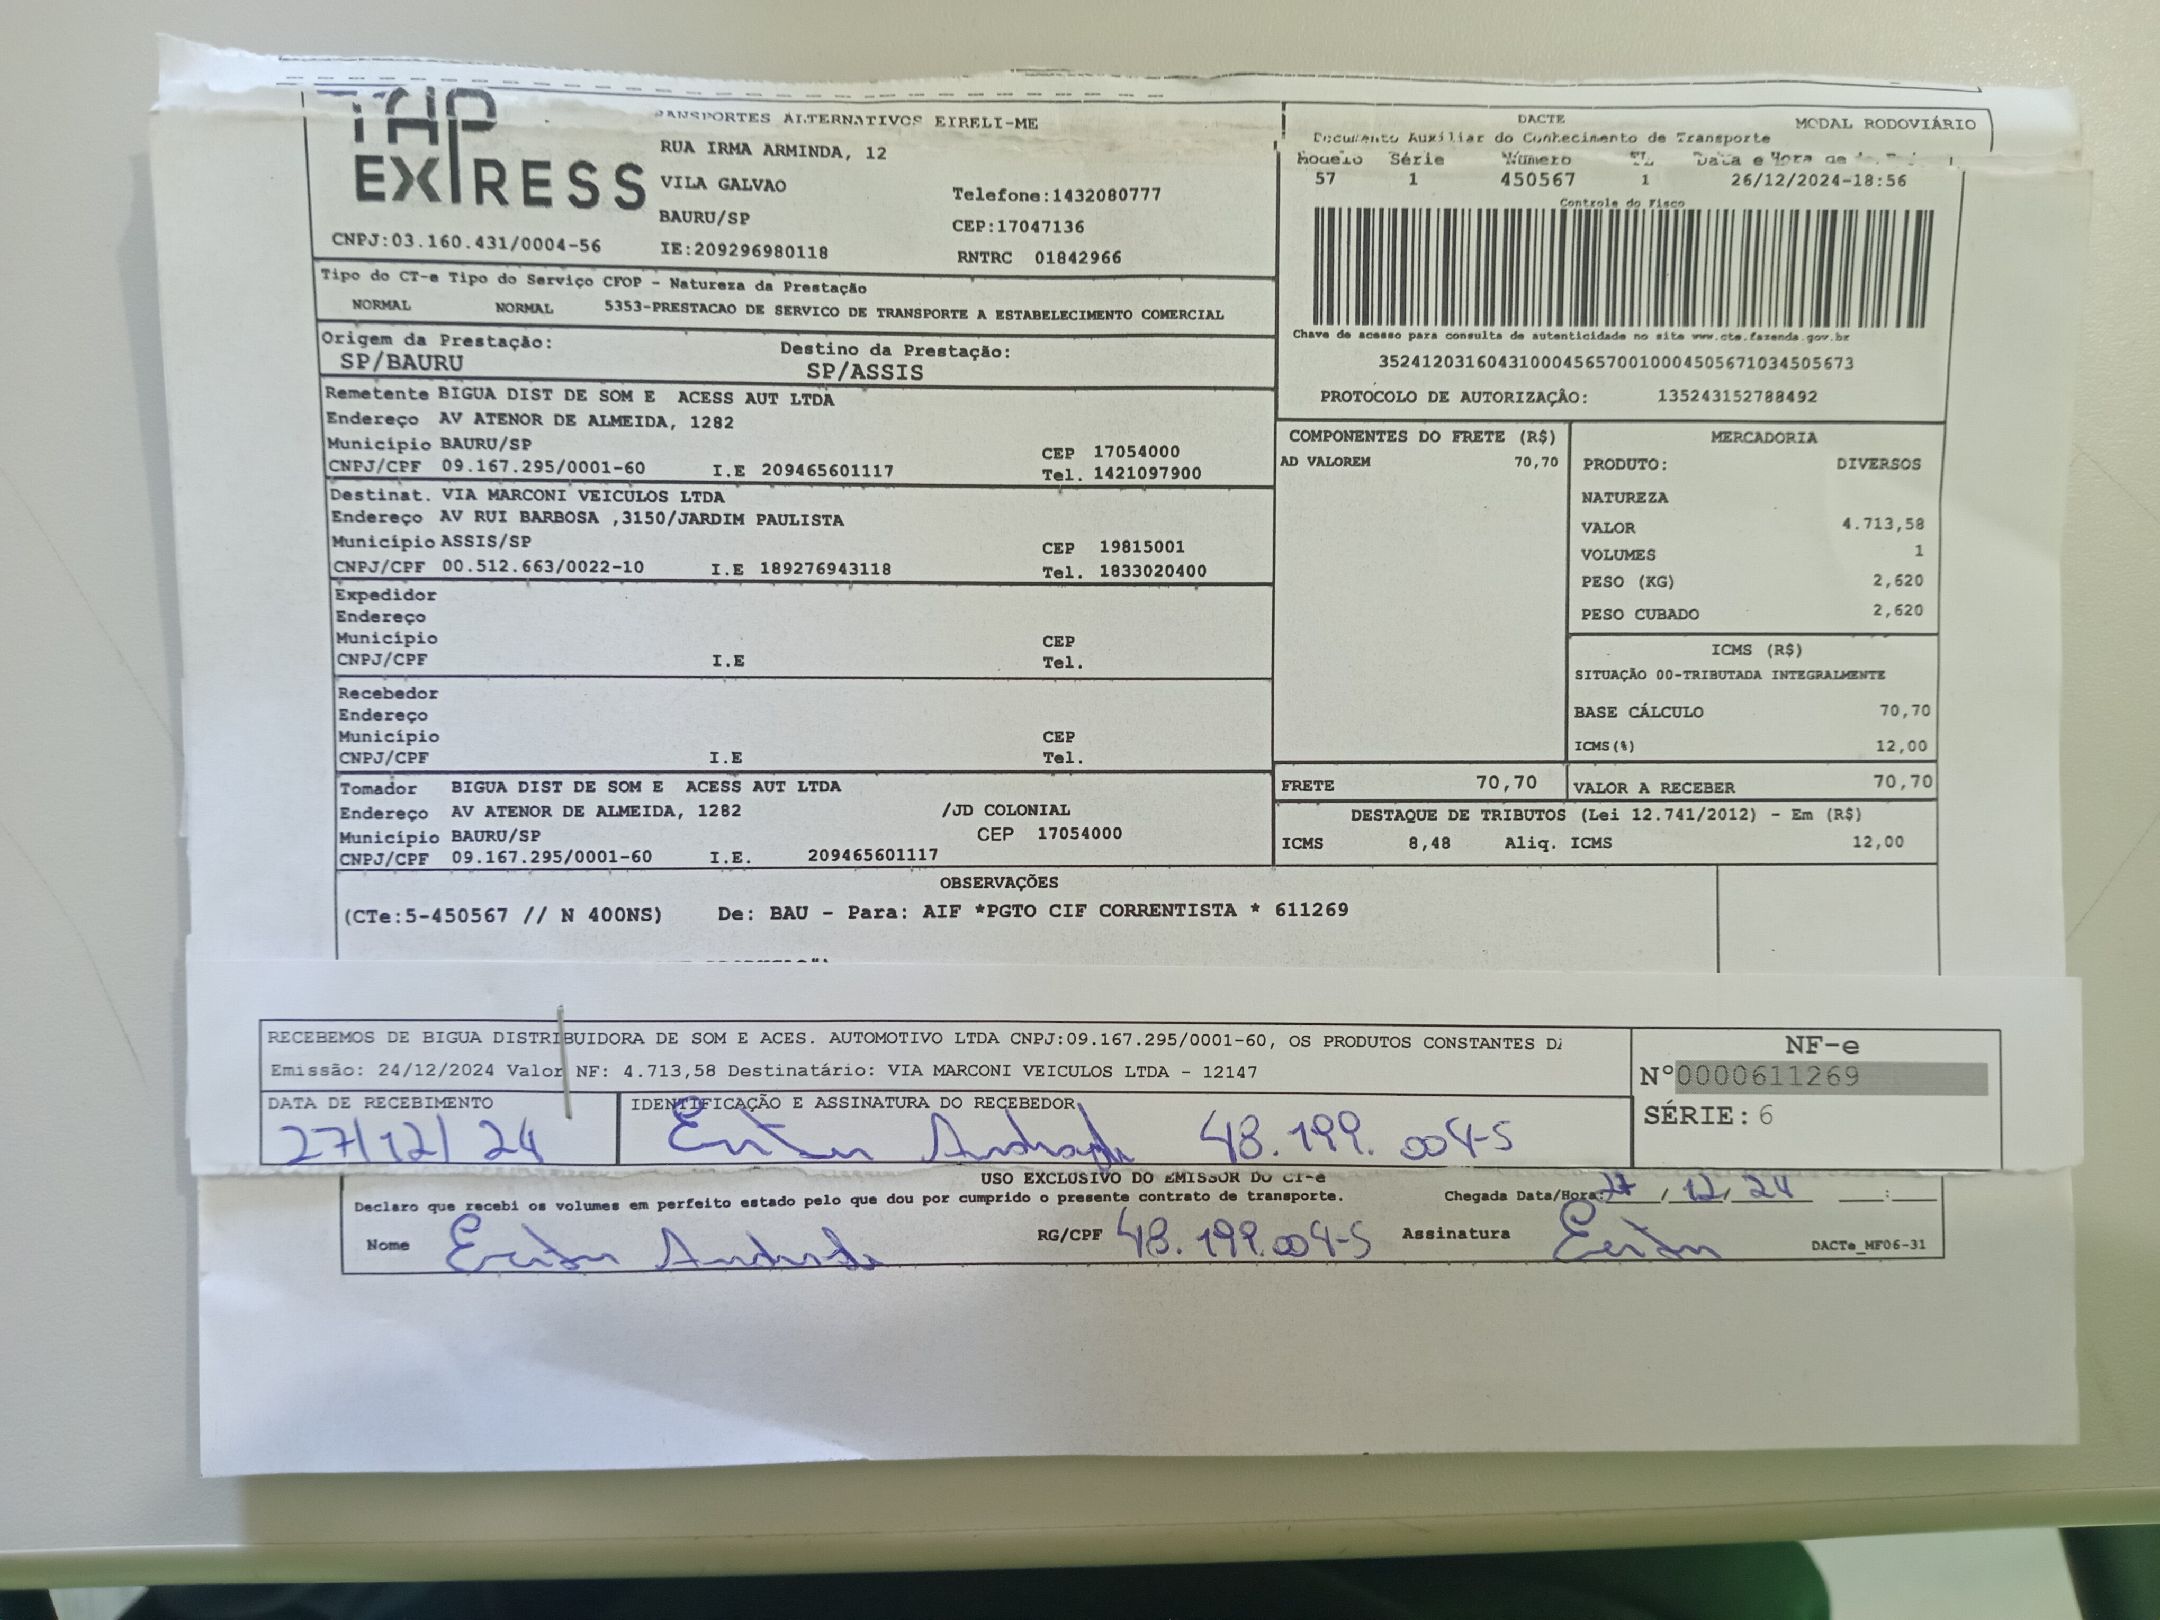 TAP
EXPRESS
TRANSPORTES ALTERNATIVOS EIRELI-ME
RUA IRMA ARMINDA, 12
VILA GALVAO
Telefone:1432080777
BAURU/SP
CEP:17047136
CNPJ:03.160.431/0004-56
IE:209296980118
RNTRC 01842966
DACTE
MODAL RODOVIÁRIO
Documento Auxiliar do Conhecimento de Transporte
Modelo Série Número FL Data e Hora de
57 1 450567 1 26/12/2024-18:56
Controle do Fisco
Chave de acesso para consulta de autenticidade no site www.cte.fazenda.gov.br
35241203160431000456570010004505671034505673
PROTOCOLO DE AUTORIZAÇÂO: 135243152788492
Tipo do CT-e Tipo do Serviço CFOP - Natureza da Prestação
NORMAL NORMAL 5353-PRESTACAO DE SERVICO DE TRANSPORTE A ESTABELECIMENTO COMERCIAL
Origem da Prestação: Destino da Prestação:
SP/BAURU SP/ASSIS
Remetente BIGUA DIST DE SOM E ACESS AUT LTDA
Endereço AV ATENOR DE ALMEIDA, 1282
Município BAURU/SP CEP 17054000
CNPJ/CPF 09.167.295/0001-60 I.E 209465601117 Tel. 1421097900
Destinat. VIA MARCONI VEICULOS LTDA
Endereço AV RUI BARBOSA ,3150/JARDIM PAULISTA
Município ASSIS/SP CEP 19815001
CNPJ/CPF 00.512.663/0022-10 I.E 189276943118 Tel. 1833020400
Expedidor
Endereço
Município CEP
CNPJ/CPF I.E Tel.
Recebedor
Endereço
Município CEP
CNPJ/CPF I.E Tel.
Tomador BIGUA DIST DE SOM E ACESS AUT LTDA
Endereço AV ATENOR DE ALMEIDA, 1282 /JD COLONIAL
Município BAURU/SP CEP 17054000
CNPJ/CPF 09.167.295/0001-60 I.E. 209465601117
COMPONENTES DO FRETE (R$)
AD VALOREM 70,70
MERCADORIA
PRODUTO: DIVERSOS
NATUREZA
VALOR 4.713,58
VOLUMES 1
PESO (KG) 2,620
PESO CUBADO 2,620
ICMS (R$)
SITUAÇÃO 00-TRIBUTADA INTEGRALMENTE
BASE CÁLCULO 70,70
ICMS(%) 12,00
FRETE 70,70 VALOR A RECEBER 70,70
DESTAQUE DE TRIBUTOS (Lei 12.741/2012) - Em (R$)
ICMS 8,48 Aliq. ICMS 12,00
OBSERVAÇÕES
(CTe:5-450567 // N 400NS) De: BAU - Para: AIF *PGTO CIF CORRENTISTA * 611269
RECEBEMOS DE BIGUA DISTRIBUIDORA DE SOM E ACES. AUTOMOTIVO LTDA CNPJ:09.167.295/0001-60, OS PRODUTOS CONSTANTES
Emissão: 24/12/2024 Valor NF: 4.713,58 Destinatário: VIA MARCONI VEICULOS LTDA - 12147
NF-e
Nº0000611269
SÉRIE: 6
DATA DE RECEBIMENTO IDENTIFICAÇÃO E ASSINATURA DO RECEBEDOR
27/12/24 Andrade 48.199.004-5
USO EXCLUSIVO DO EMISSOR DO CT-e
Declaro que recebi os volumes em perfeito estado pelo que dou por cumprido o presente contrato de transporte. Chegada Data/Hora: 27/12/24 :
Nome Andrade RG/CPF 48.199.004-5 Assinatura
DACTe_MF06-31